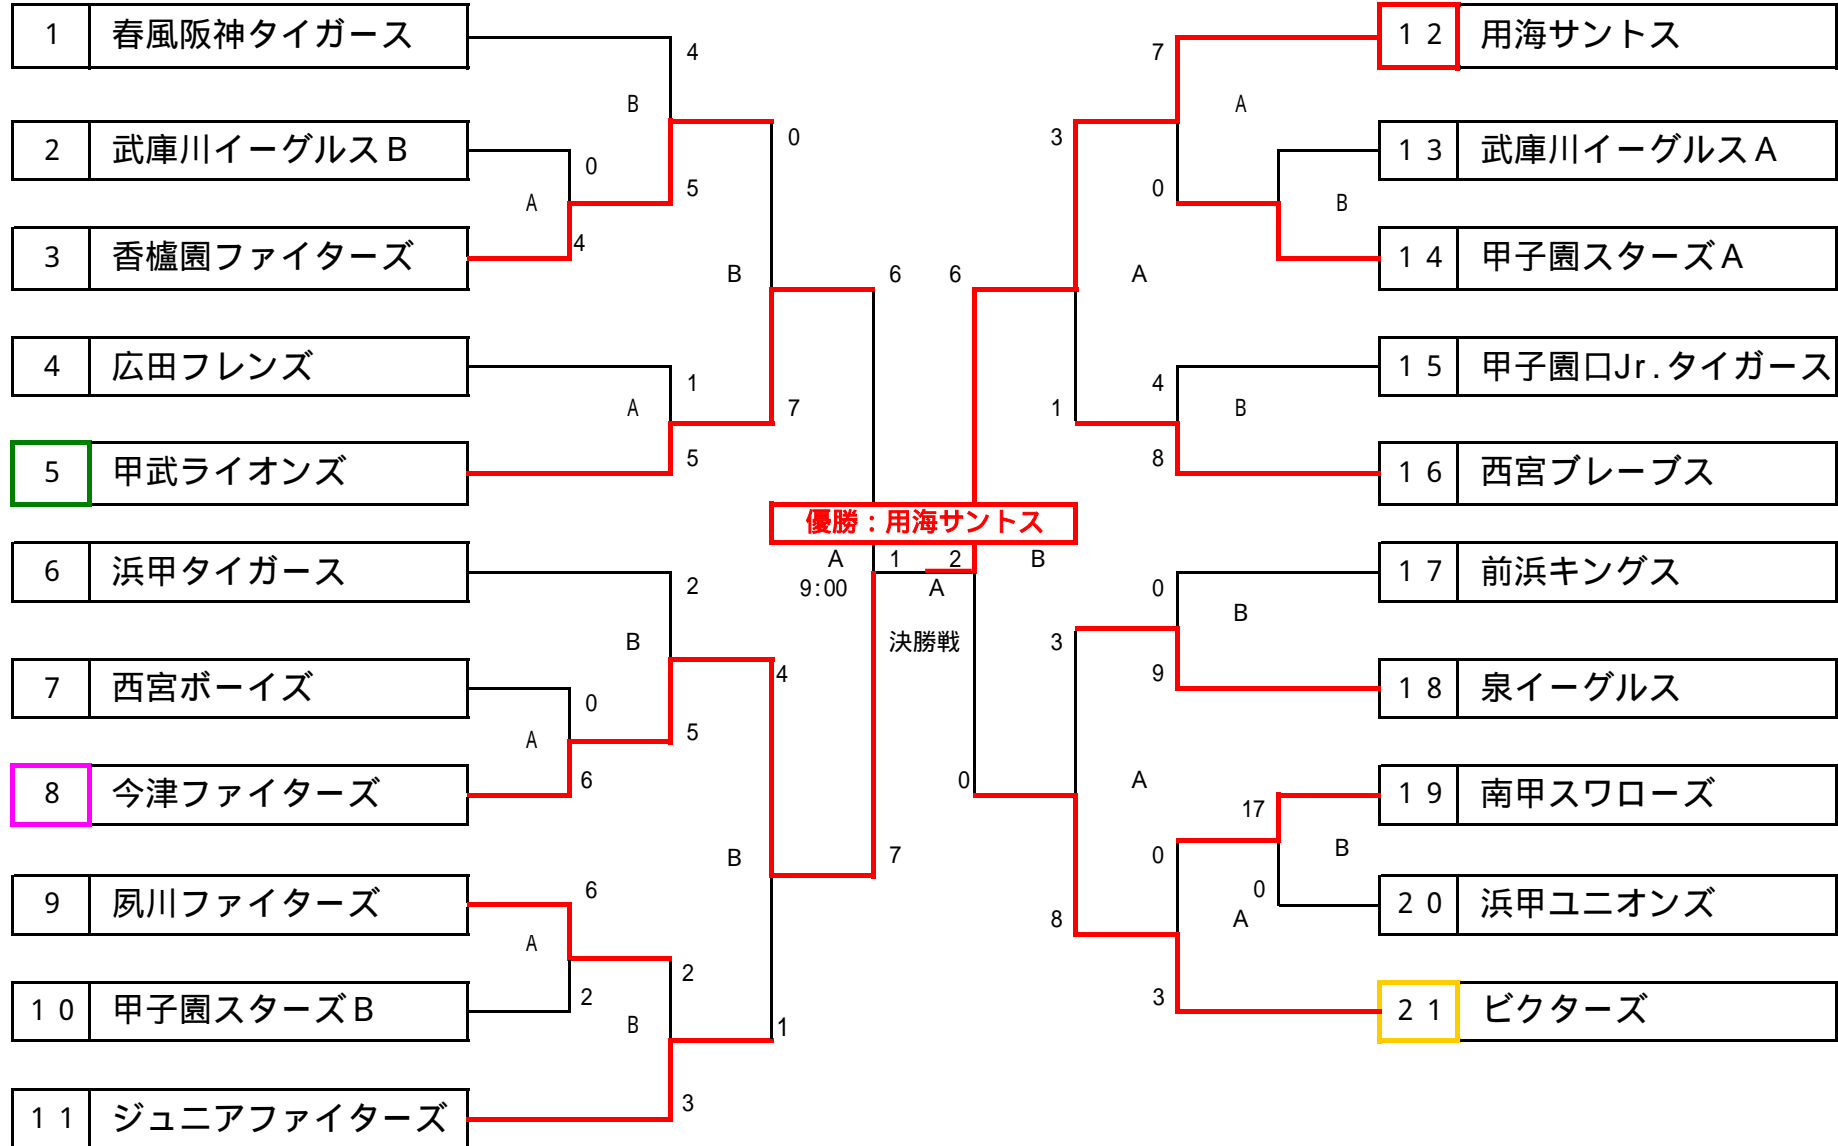 1 春風阪神タイガース
2 武庫川イーグルスB
3 香櫨園ファイターズ
4 広田フレンズ
5 甲武ライオンズ
6 浜甲タイガース
7 西宮ボーイズ
8 今津ファイターズ
9 夙川ファイターズ
10 甲子園スターズB
11 ジュニアファイターズ
4
B
0
0
5
A
4
B
6
1
A
7
5
2
A
9:00
B
4
0
5
A
6
B
7
6
A
2
2
B
1
3
優勝：用海サントス
1 2
A
決勝戦
7
A
3
0
B
6
A
4
1
B
8
B
0
B
3
9
0
A
17
B
0
0
A
8
3
12 用海サントス
13 武庫川イーグルスA
14 甲子園スターズA
15 甲子園口Jr.タイガース
16 西宮ブレーブス
17 前浜キングス
18 泉イーグルス
19 南甲スワローズ
20 浜甲ユニオンズ
21 ビクターズ